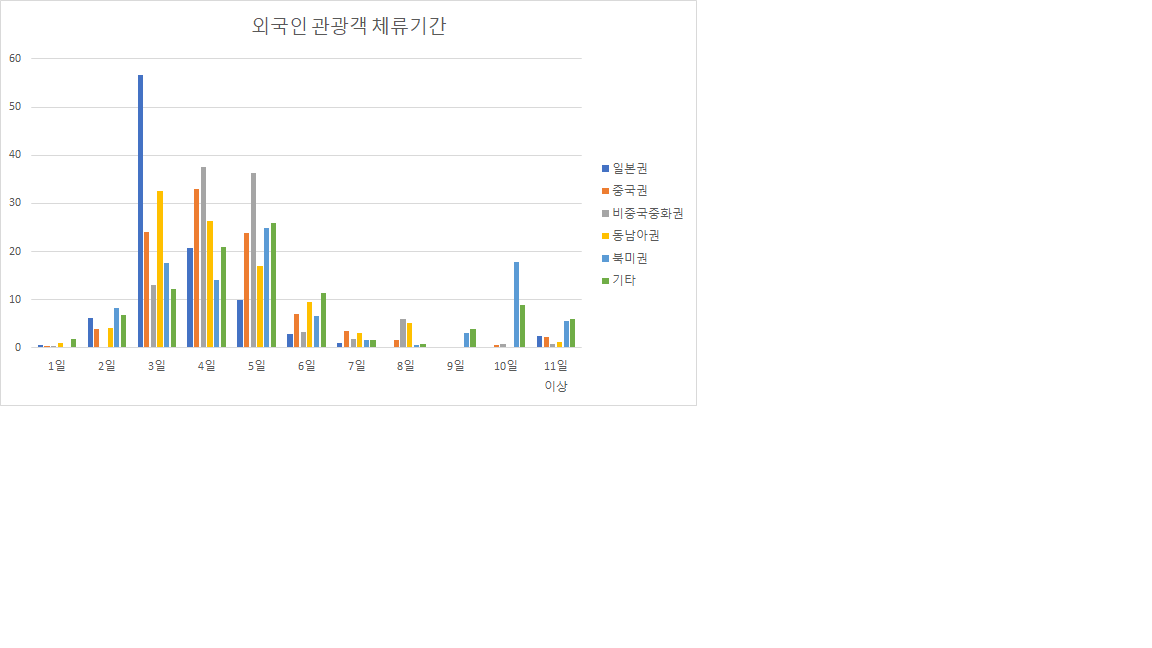 외국인 관광객 체류기간
60
50
40
30
20
10
0
1일 2일 3일 4일 5일 6일 7일 8일 9일 10일 11일
이상
일본권
중국권
비중국중화권
동남아권
북미권
기타